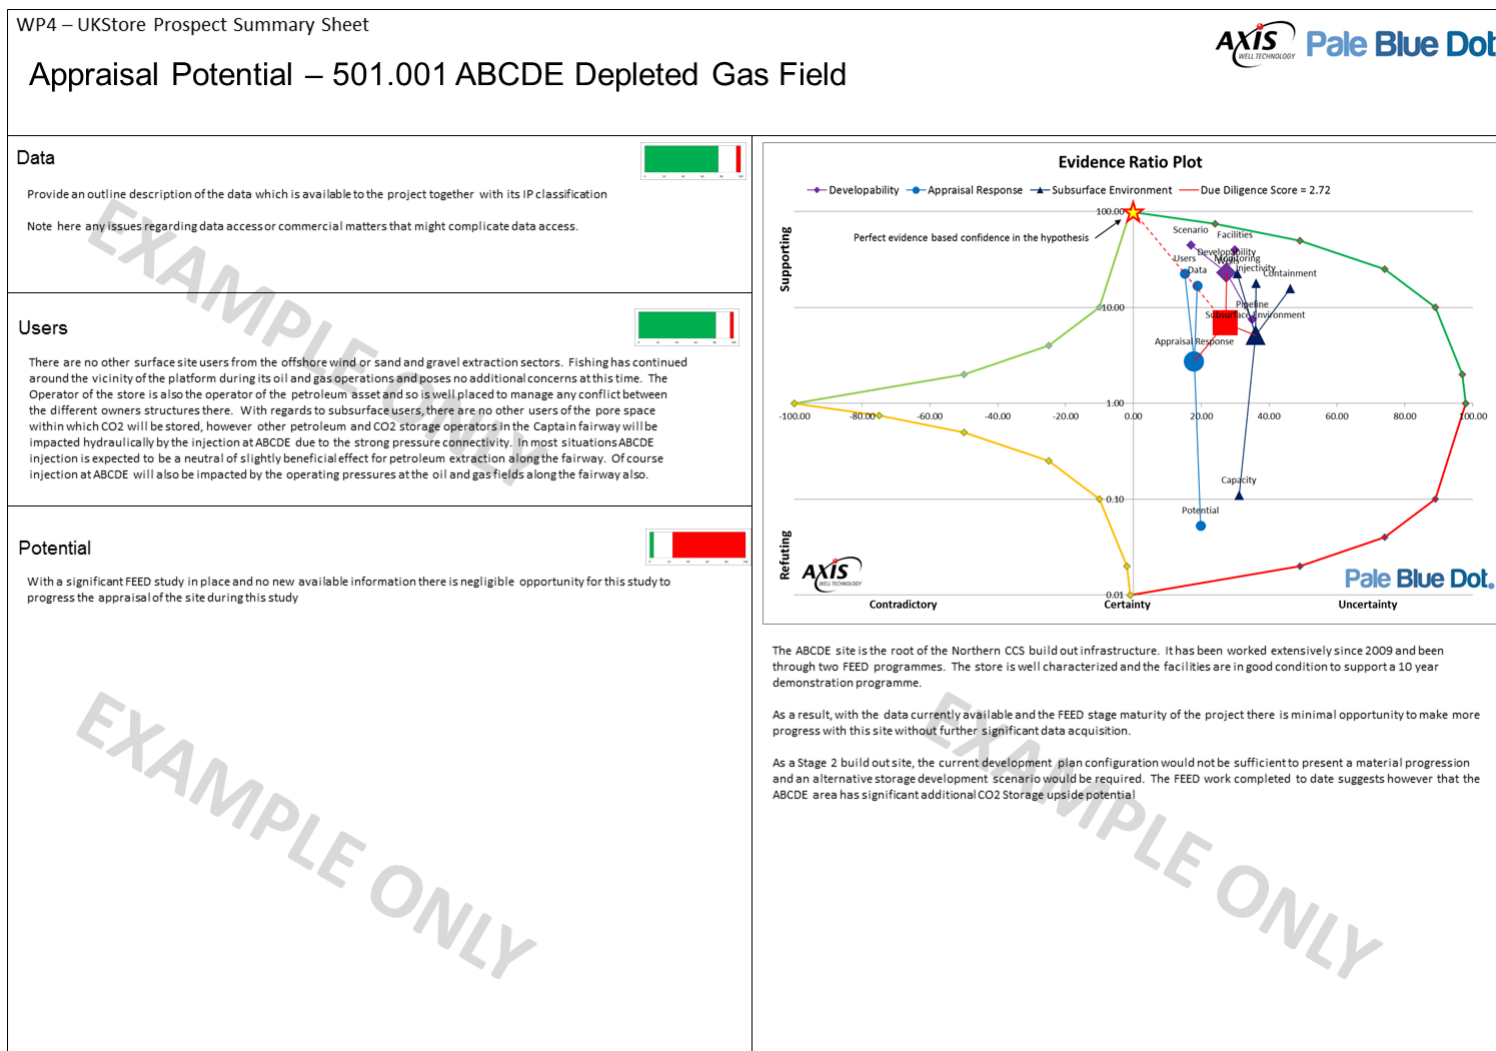 WP4 – UKStore Prospect Summary Sheet
Appraisal Potential – 501.001 ABCDE Depleted Gas Field
AXIS
WELL TECHNOLOGY
Pale Blue Dot.
Data
Provide an outline description of the data which is available to the project together with its IP classification
Note here any issues regarding data access or commercial matters that might complicate data access.
EXAMPLE ONLY
Users
There are no other surface site users from the offshore wind or sand and gravel extraction sectors. Fishing has continued
around the vicinity of the platform during its oil and gas operations and poses no additional concerns at this time. The
Operator of the store is also the operator of the petroleum asset and so is well placed to manage any conflict between
the different owners structures there. With regards to subsurface users, there are no other users of the pore space
within which CO2 will be stored, however other petroleum and CO2 storage operators in the Captain fairway will be
impacted hydraulically by the injection at ABCDE due to the strong pressure connectivity. In most situations ABCDE
injection is expected to be a neutral of slightly beneficial effect for petroleum extraction along the fairway. Of course
injection at ABCDE will also be impacted by the operating pressures at the oil and gas fields along the fairway also.
Potential
With a significant FEED study in place and no new available information there is negligible opportunity for this study to
progress the appraisal of the site during this study
EXAMPLE ONLY
Evidence Ratio Plot
Developability
Appraisal Response
Subsurface Environment
Due Diligence Score = 2.72
Supporting
Refuting
100.00
10.00
1.00
0.10
0.01
Perfect evidence based confidence in the hypothesis
Scenario
Facilities
Developability
Users
Monitoring
Wells
Data
Injectivity
Containment
Pipeline
Subsurface Environment
Appraisal Response
-100.00
-80.00
-60.00
-40.00
-20.00
0.00
20.00
40.00
60.00
80.00
100.00
Capacity
Potential
AXIS
WELL TECHNOLOGY
Pale Blue Dot.
Contradictory
Certainty
Uncertainty
The ABCDE site is the root of the Northern CCS build out infrastructure. It has been worked extensively since 2009 and been
through two FEED programmes. The store is well characterized and the facilities are in good condition to support a 10 year
demonstration programme.
As a result, with the data currently available and the FEED stage maturity of the project there is minimal opportunity to make more
progress with this site without further significant data acquisition.
As a Stage 2 build out site, the current development plan configuration would not be sufficient to present a material progression
and an alternative storage development scenario would be required. The FEED work completed to date suggests however that the
ABCDE area has significant additional CO2 Storage upside potential
EXAMPLE ONLY